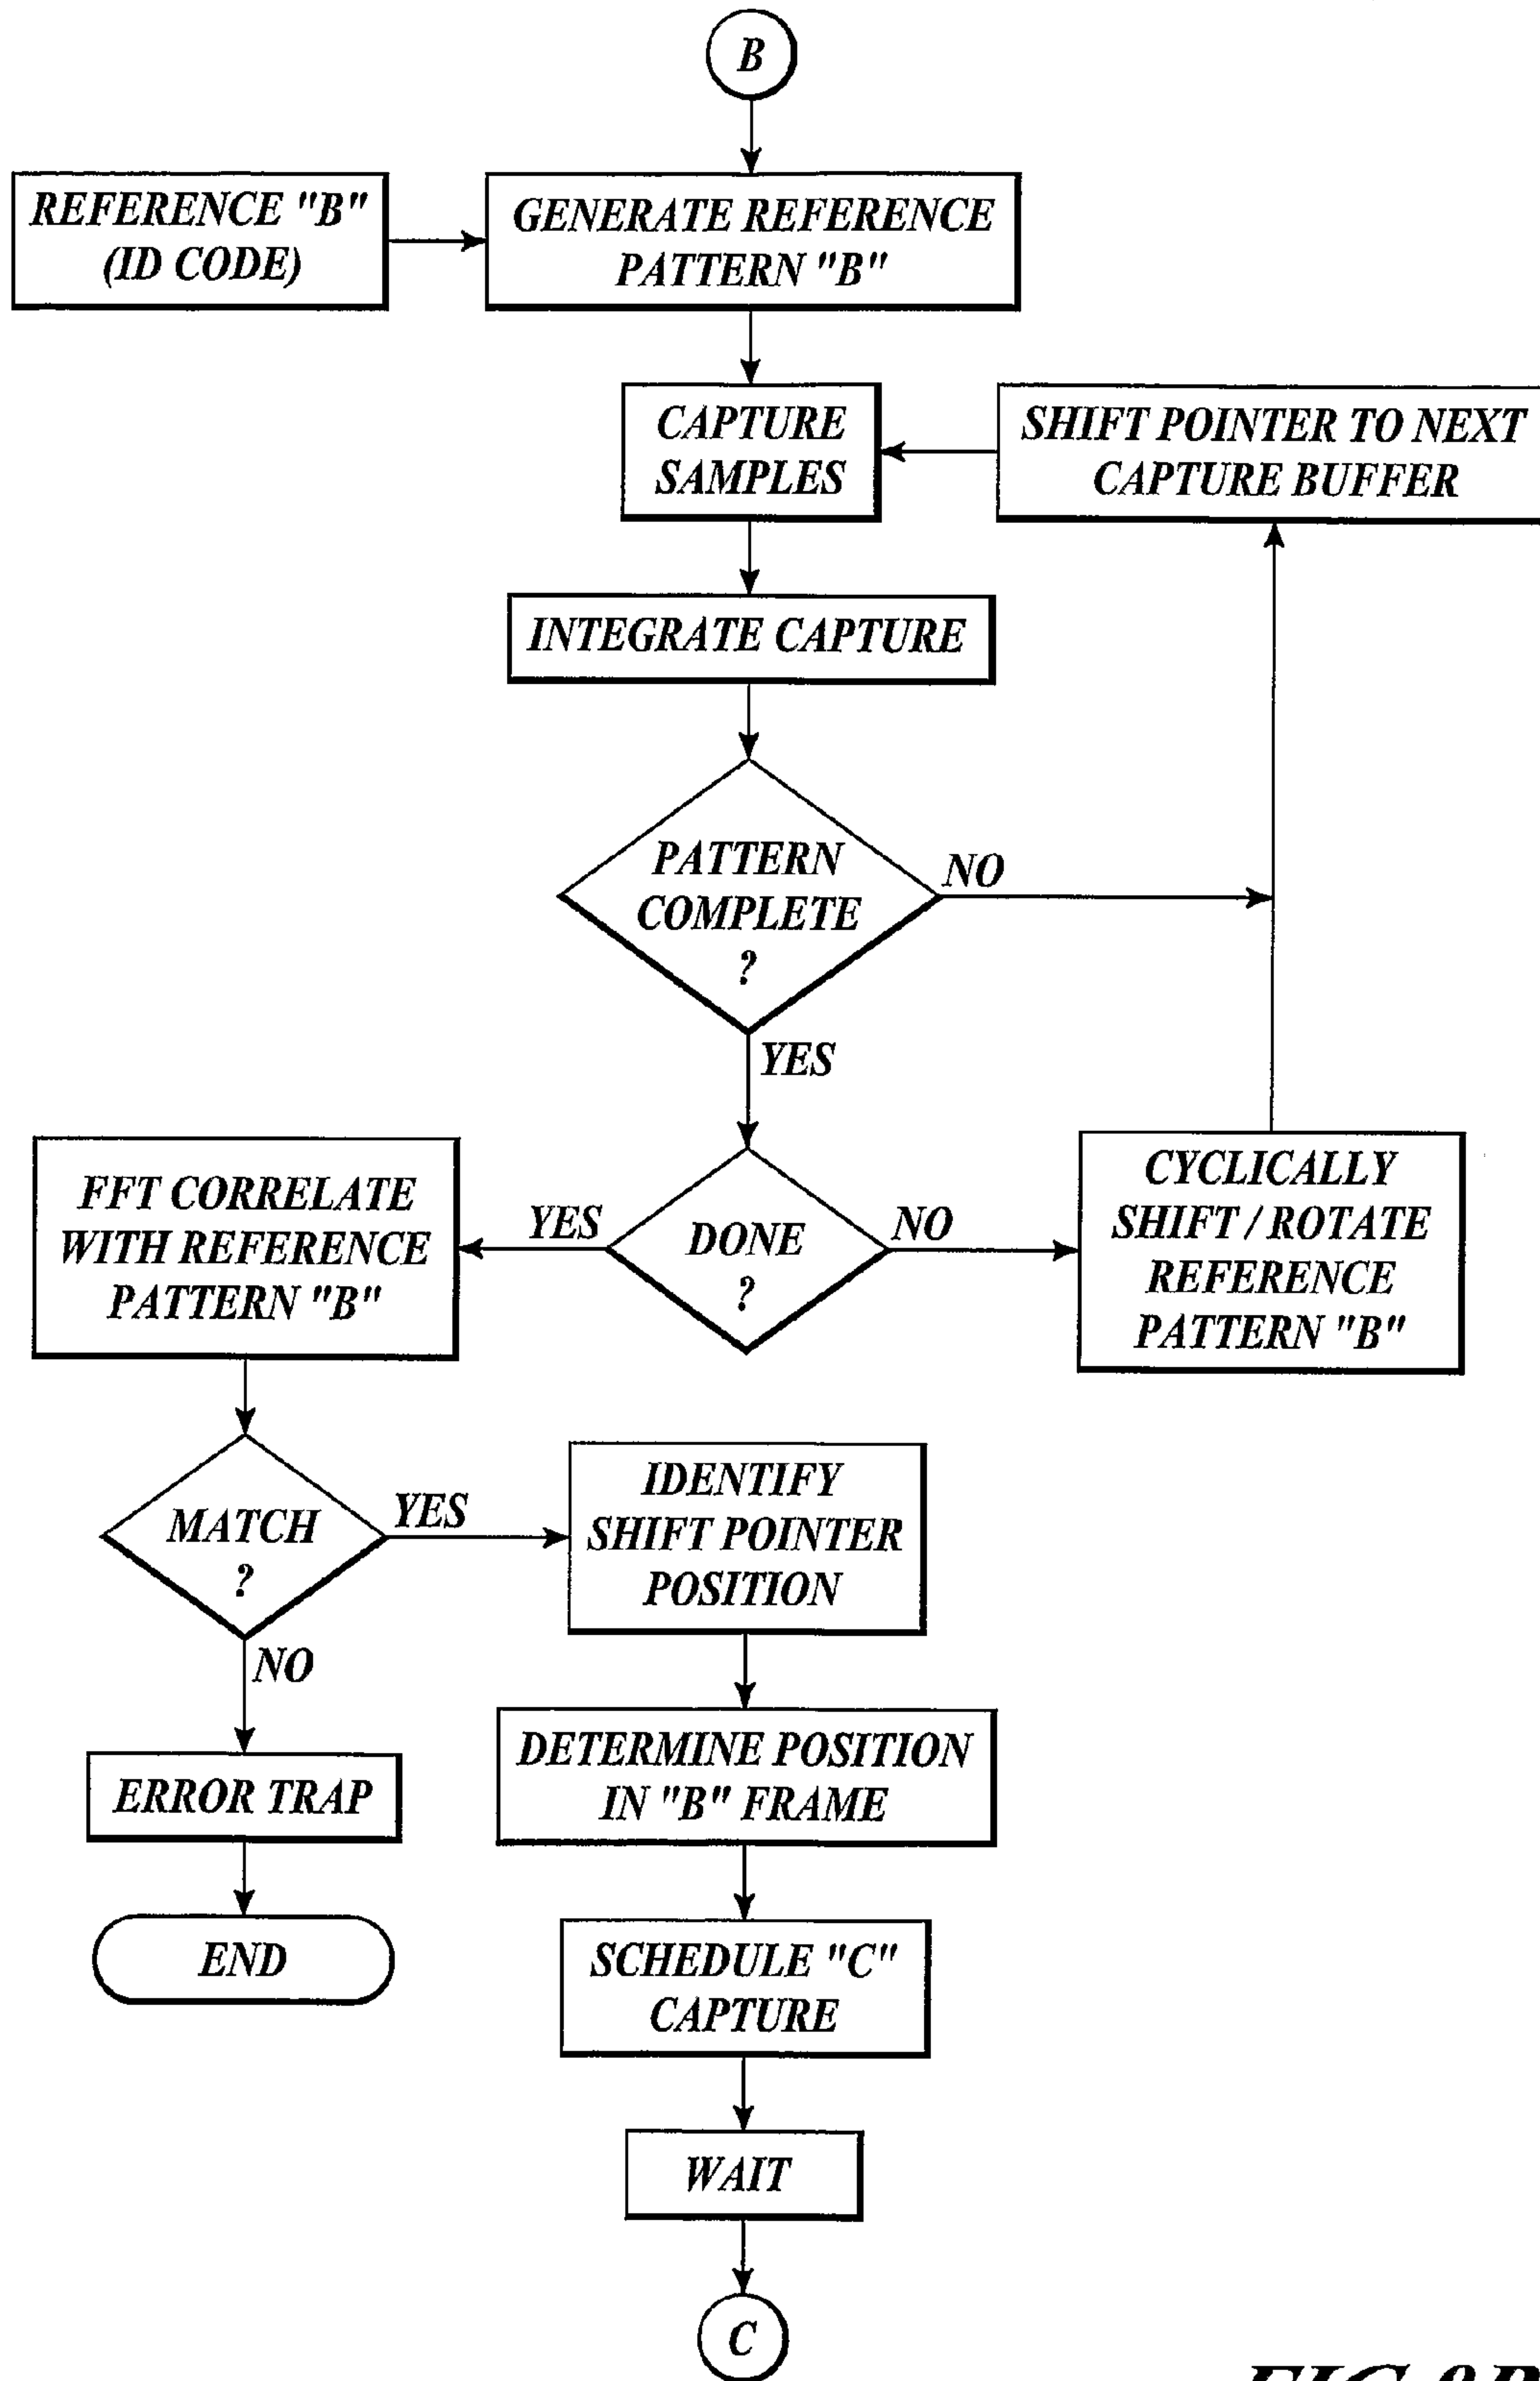 B
REFERENCE "B"
(ID CODE)
GENERATE REFERENCE
PATTERN "B"
CAPTURE
SAMPLES
SHIFT POINTER TO NEXT
CAPTURE BUFFER
INTEGRATE CAPTURE
PATTERN
COMPLETE
?
NO
YES
FFT CORRELATE
WITH REFERENCE
PATTERN "B"
YES
DONE
?
NO
CYCLICALLY
SHIFT / ROTATE
REFERENCE
PATTERN "B"
MATCH
?
YES
IDENTIFY
SHIFT POINTER
POSITION
NO
DETERMINE POSITION
IN "B" FRAME
ERROR TRAP
SCHEDULE "C"
CAPTURE
END
WAIT
C